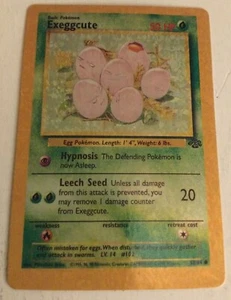 Basic Pokémon
Exeggcute
50 HP
Egg Pokémon. Length: 1' 4", Weight: 6 lbs.
Hypnosis. The Defending Pokémon is
now Asleep.
Leech Seed Unless all damage
from this attack is prevented, you
may remove 1 damage counter
from Exeggcute.
20
weakness resistance retreat cost
Often mistaken for eggs. When disturbed, they quickly gather
and attack in swarms. LV. 14 #102